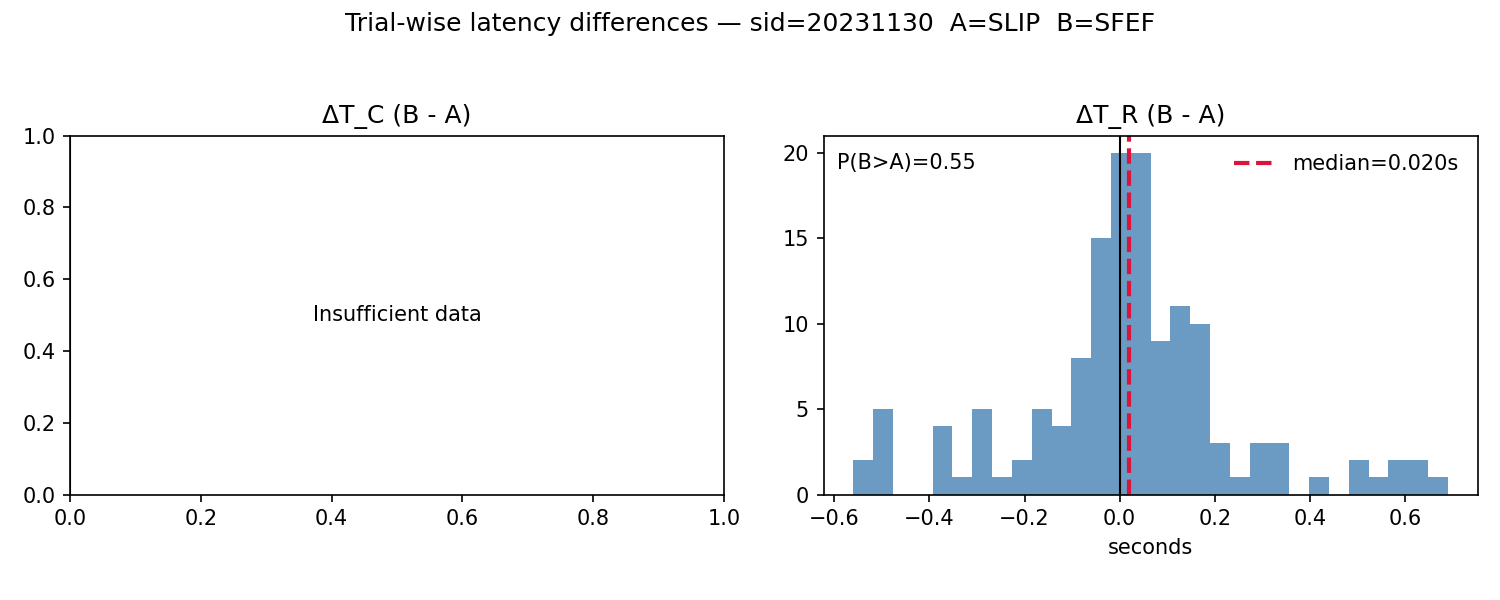 Trial-wise latency differences — sid=20231130  A=SLIP  B=SFEF
ΔT_C (B - A)
1.0
0.8
0.6
0.4
0.2
0.0
Insufficient data
0.0 0.2 0.4 0.6 0.8 1.0
ΔT_R (B - A)
P(B>A)=0.55
median=0.020s
20
15
10
5
0
−0.6 −0.4 −0.2 0.0 0.2 0.4 0.6
seconds